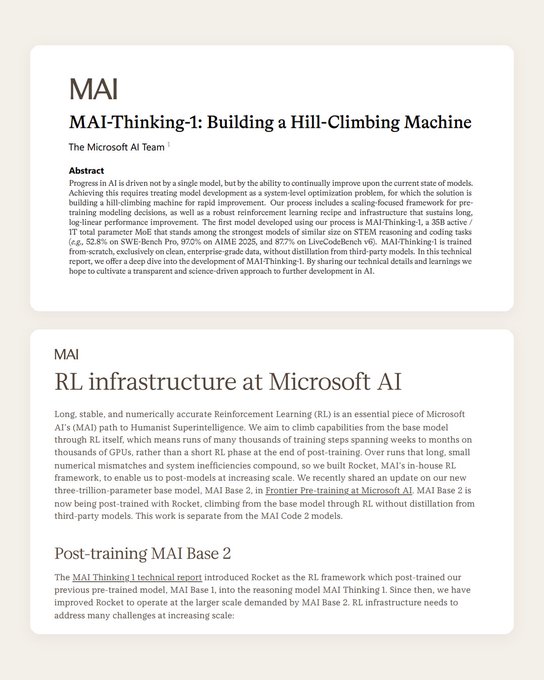 MAI
MAI-Thinking-1: Building a Hill-Climbing Machine
The Microsoft AI Team 1
Abstract
Progress in AI is driven not by a single model, but by the ability to continually improve upon the current state of models.
Achieving this requires treating model development as a system-level optimization problem, for which the solution is
building a hill-climbing machine for rapid improvement. Our process includes a scaling-focused framework for pre-
training modeling decisions, as well as a robust reinforcement learning recipe and infrastructure that sustains long,
log-linear performance improvement. The first model developed using our process is MAI-Thinking-1, a 35B active /
1T total parameter MoE that stands among the strongest models of similar size on STEM reasoning and coding tasks
(e.g., 52.8% on SWE-Bench Pro, 97.0% on AIME 2025, and 87.7% on LiveCodeBench v6). MAI-Thinking-1 is trained
from-scratch, exclusively on clean, enterprise-grade data, without distillation from third-party models. In this technical
report, we offer a deep dive into the development of MAI-Thinking-1. By sharing our technical details and learnings we
hope to cultivate a transparent and science-driven approach to further development in AI.
MAI
RL infrastructure at Microsoft AI
Long, stable, and numerically accurate Reinforcement Learning (RL) is an essential piece of Microsoft
AI's (MAI) path to Humanist Superintelligence. We aim to climb capabilities from the base model
through RL itself, which means runs of many thousands of training steps spanning weeks to months on
thousands of GPUs, rather than a short RL phase at the end of post-training. Over runs that long, small
numerical mismatches and system inefficiencies compound, so we built Rocket, MAI's in-house RL
framework, to enable us to post-models at increasing scale. We recently shared an update on our new
three-trillion-parameter base model, MAI Base 2, in Frontier Pre-training at Microsoft AI. MAI Base 2 is
now being post-trained with Rocket, climbing from the base model through RL without distillation from
third-party models. This work is separate from the MAI Code 2 models.
Post-training MAI Base 2
The MAI Thinking 1 technical report introduced Rocket as the RL framework which post-trained our
previous pre-trained model, MAI Base 1, into the reasoning model MAI Thinking 1. Since then, we have
improved Rocket to operate at the larger scale demanded by MAI Base 2. RL infrastructure needs to
address many challenges at increasing scale: